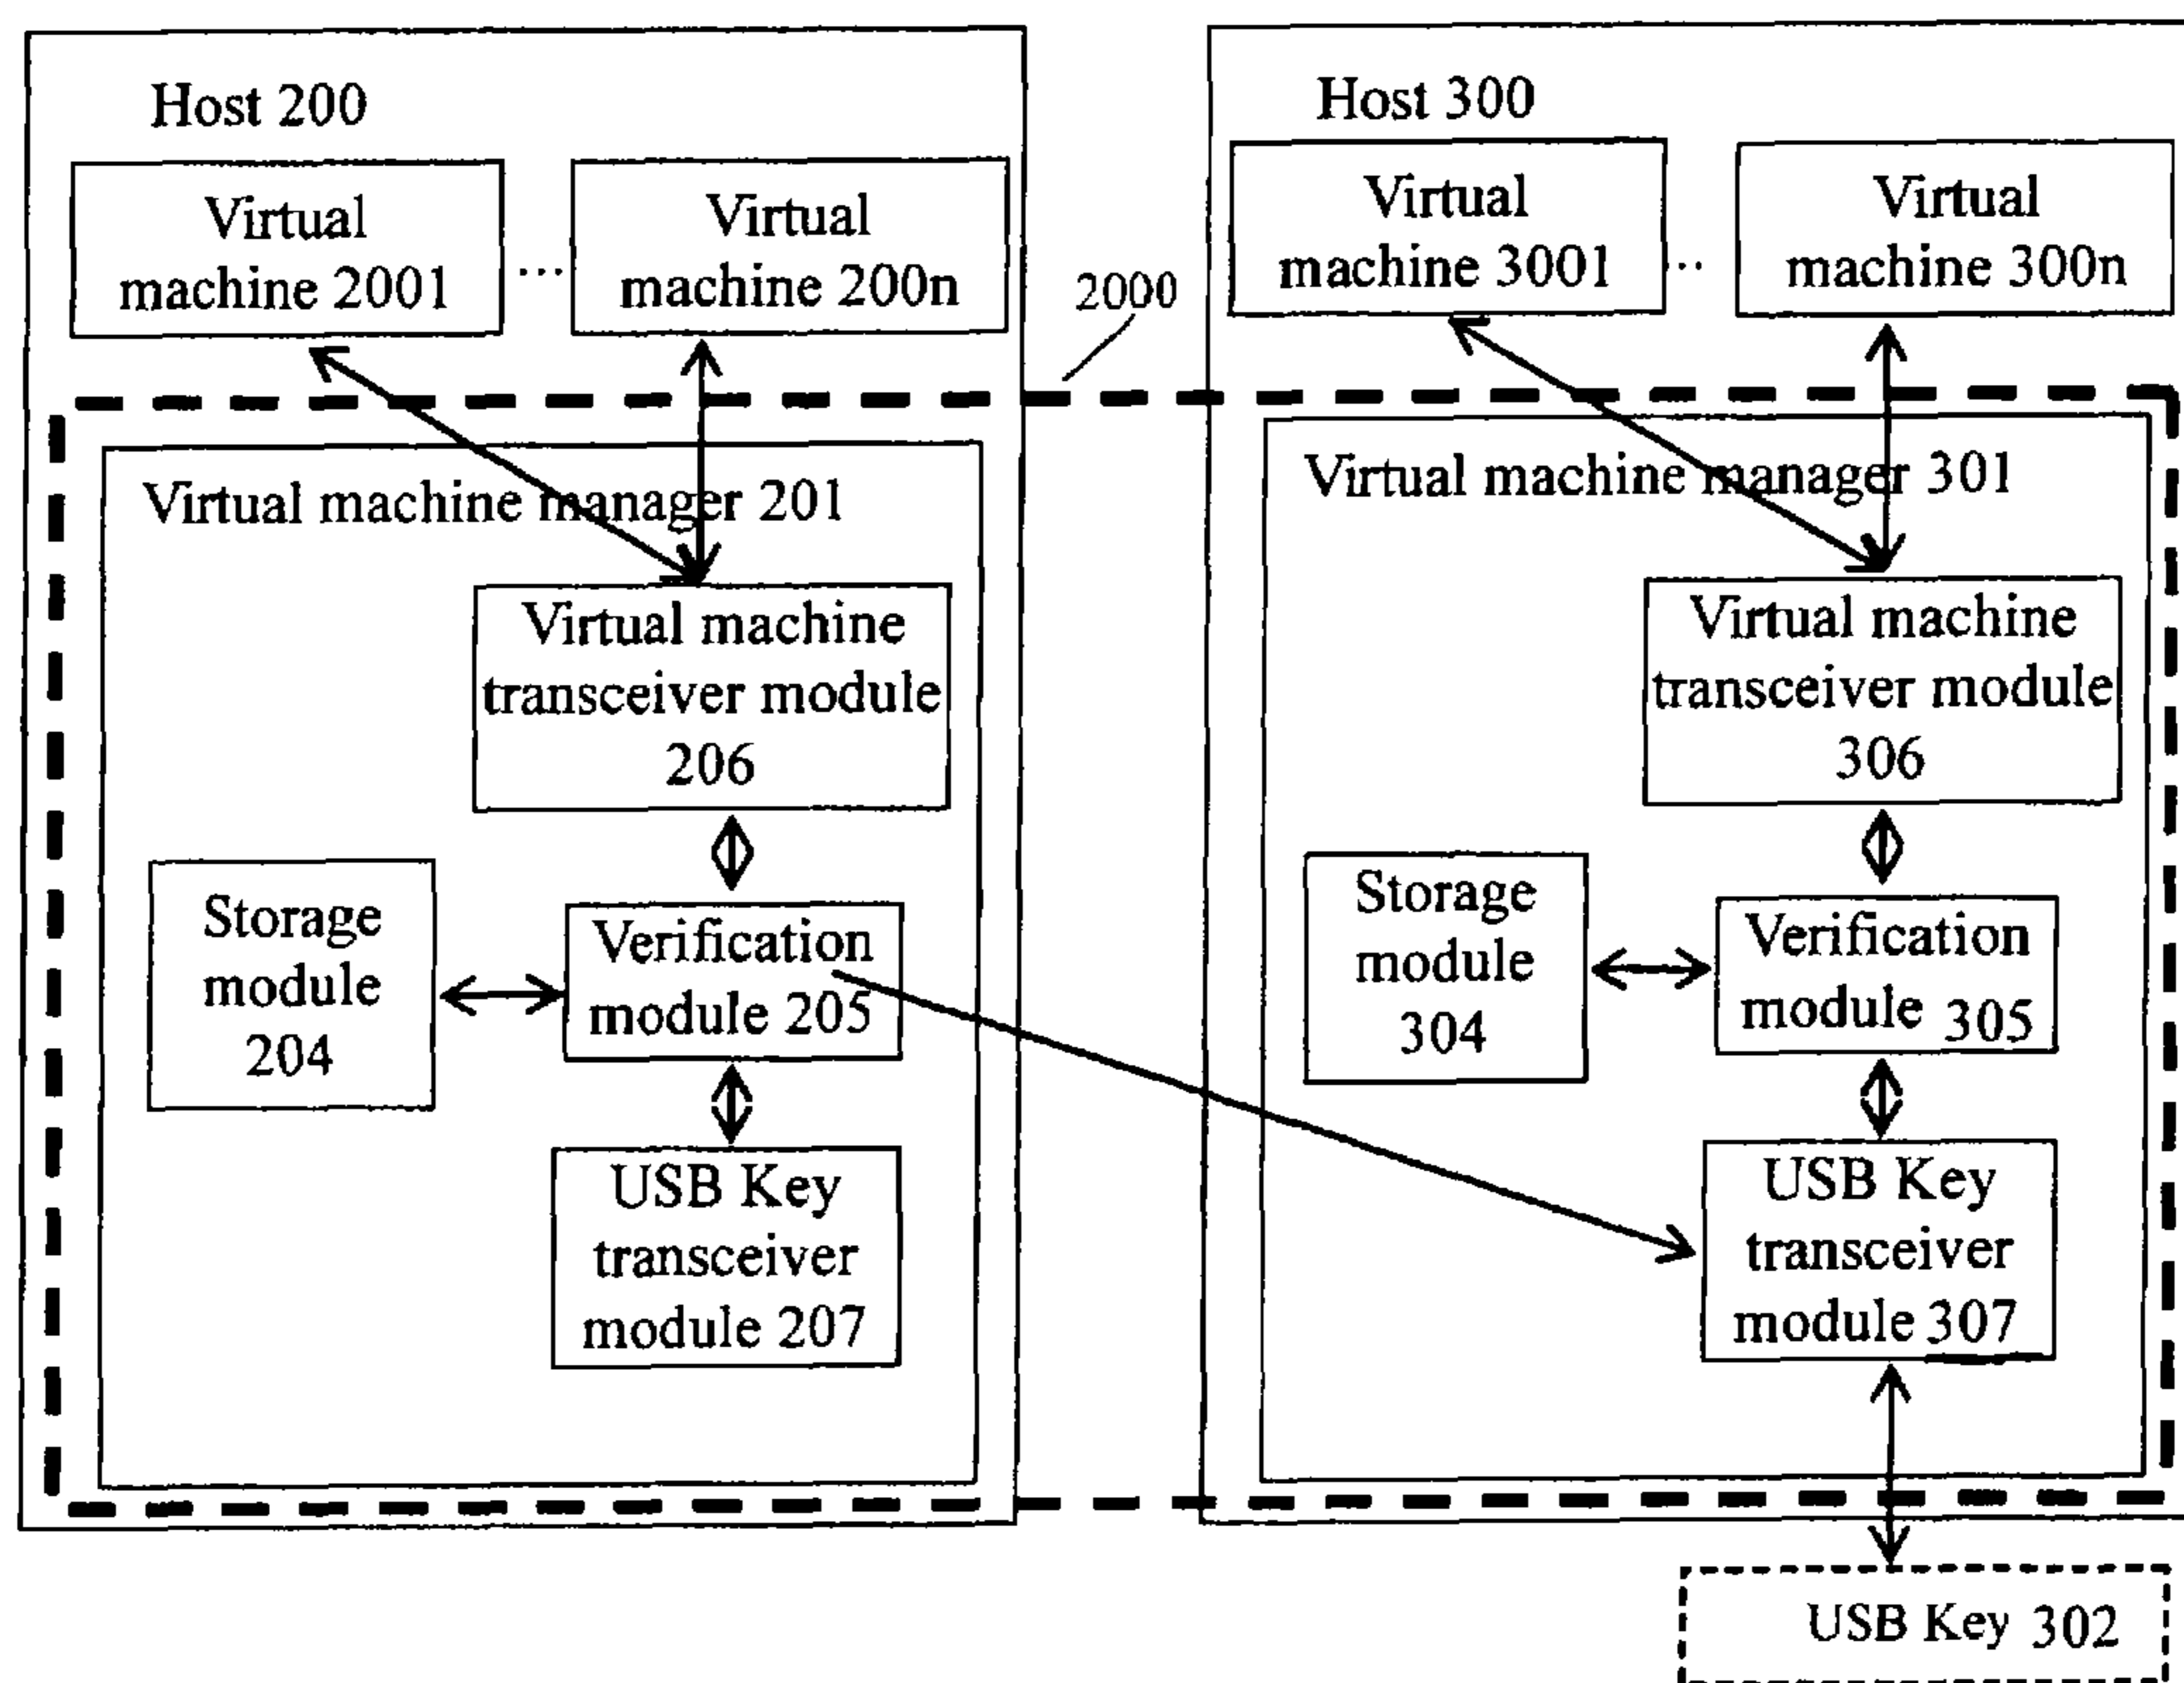 Host 200
Virtual
machine 2001
...
Virtual
machine 200n
2000
Virtual machine manager 201
Virtual machine
transceiver module
206
Storage
module
204
Verification
module 205
USB Key
transceiver
module 207
Host 300
Virtual
machine 3001
..
Virtual
machine 300n
Virtual machine manager 301
Virtual machine
transceiver module
306
Storage
module
304
Verification
module 305
USB Key
transceiver
module 307
USB Key 302